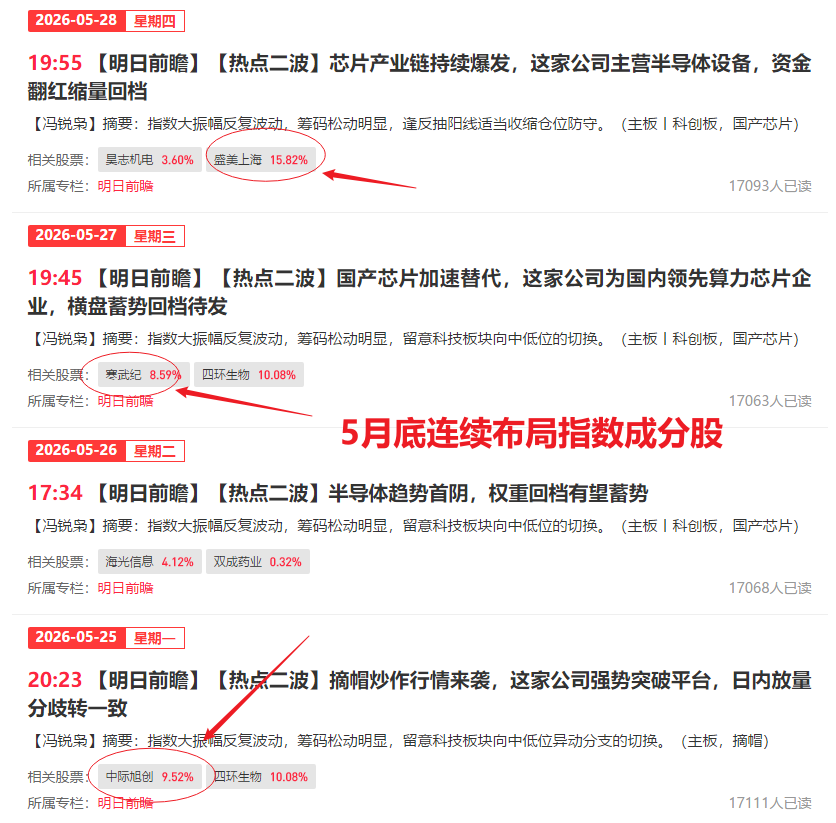 2026-05-28 星期四
19:55 【明日前瞻】【热点二波】芯片产业链持续爆发，这家公司主营半导体设备，资金
翻红缩量回档
【冯锐枭】摘要：指数大振幅反复波动，筹码松动明显，逢反抽阳线适当收缩仓位防守。（主板丨科创板，国产芯片）
相关股票： 昊志机电 3.60% 盛美上海 15.82%
所属专栏：明日前瞻 17093人已读
2026-05-27 星期三
19:45 【明日前瞻】【热点二波】国产芯片加速替代，这家公司为国内领先算力芯片企
业，横盘蓄势回档待发
【冯锐枭】摘要：指数大振幅反复波动，筹码松动明显，留意科技板块向中低位的切换。（主板丨科创板，国产芯片）
相关股票： 寒武纪 8.59% 四环生物 10.08%
所属专栏：明日前瞻 17063人已读
5月底连续布局指数成分股
2026-05-26 星期二
17:34 【明日前瞻】【热点二波】半导体趋势首阴，权重回档有望蓄势
【冯锐枭】摘要：指数大振幅反复波动，筹码松动明显，留意科技板块向中低位的切换。（主板丨科创板，国产芯片）
相关股票： 海光信息 4.12% 双成药业 0.32%
所属专栏：明日前瞻 17068人已读
2026-05-25 星期一
20:23 【明日前瞻】【热点二波】摘帽炒作行情来袭，这家公司强势突破平台，日内放量
分歧转一致
【冯锐枭】摘要：指数大振幅反复波动，筹码松动明显，留意科技板块向中低位异动分支的切换。（主板，摘帽）
相关股票： 中际旭创 9.52% 四环生物 10.08%
所属专栏：明日前瞻 17111人已读